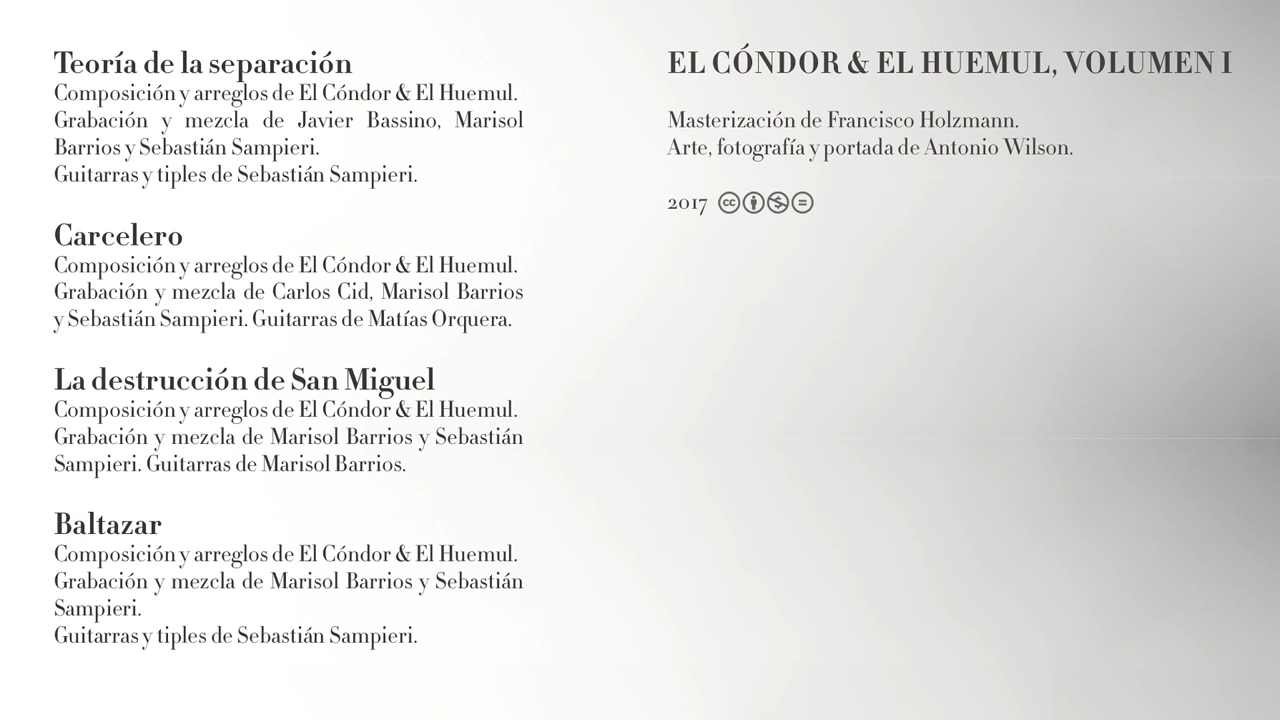 Teoría de la separación
Composición y arreglos de El Cóndor & El Huemul.
Grabación y mezcla de Javier Bassino, Marisol
Barrios y Sebastián Sampieri.
Guitarras y tiples de Sebastián Sampieri.
Carcelero
Composición y arreglos de El Cóndor & El Huemul.
Grabación y mezcla de Carlos Cid, Marisol Barrios
y Sebastián Sampieri. Guitarras de Matías Orquera.
La destrucción de San Miguel
Composición y arreglos de El Cóndor & El Huemul.
Grabación y mezcla de Marisol Barrios y Sebastián
Sampieri. Guitarras de Marisol Barrios.
Baltazar
Composición y arreglos de El Cóndor & El Huemul.
Grabación y mezcla de Marisol Barrios y Sebastián
Sampieri.
Guitarras y tiples de Sebastián Sampieri.
EL CÓNDOR & EL HUEMUL, VOLUMEN I
Masterización de Francisco Holzmann.
Arte, fotografía y portada de Antonio Wilson.
2017 cc